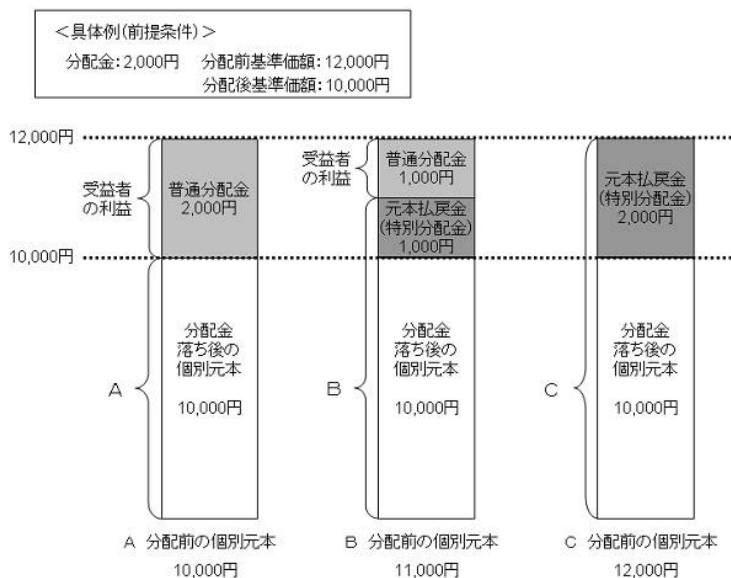 ＜具体例(前提条件)＞
分配金：2,000円　分配前基準価額：12,000円
分配後基準価額：10,000円
12,000円
受益者
の利益
普通分配金
2,000円
10,000円
A
分配金
落ち後の
個別元本
10,000円
A 分配前の個別元本
10,000円
受益者
の利益
普通分配金
1,000円
元本払戻金
(特別分配金)
1,000円
B
分配金
落ち後の
個別元本
10,000円
B 分配前の個別元本
11,000円
元本払戻金
(特別分配金)
2,000円
C
分配金
落ち後の
個別元本
10,000円
C 分配前の個別元本
12,000円